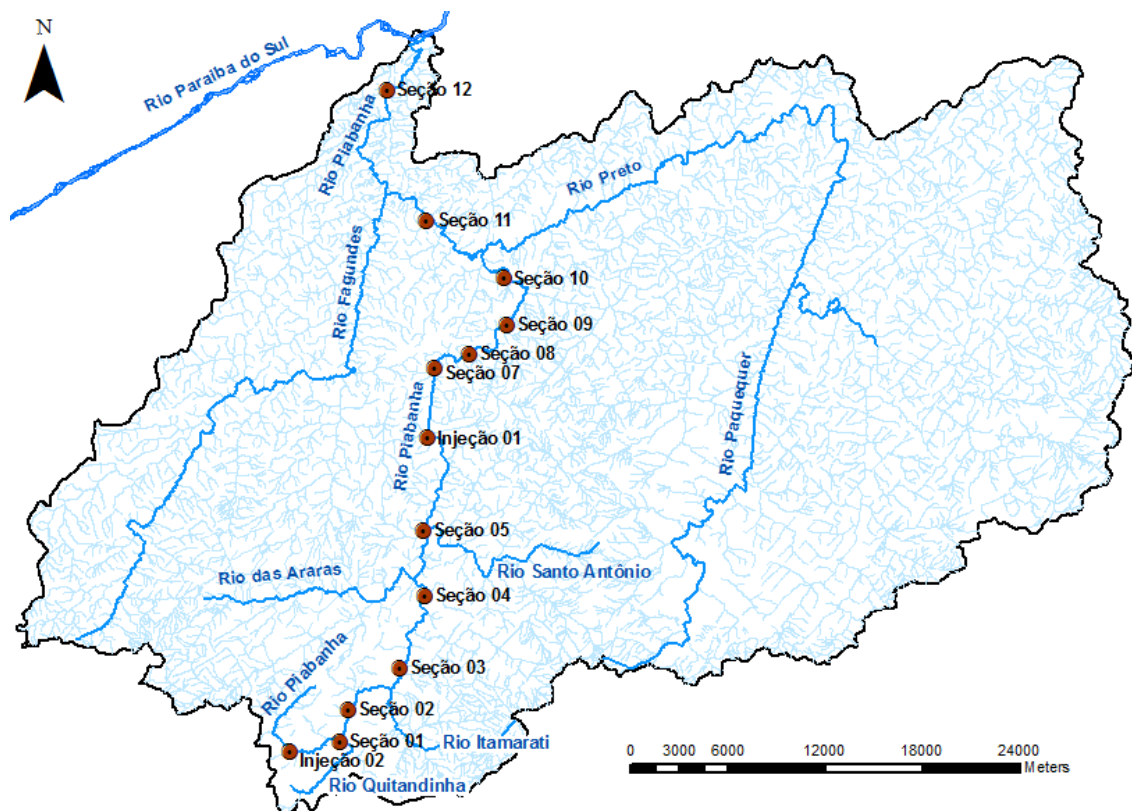 N
Rio Paraiba do Sul
Seção 12
Rio Piabanha
Rio Preto
Seção 11
Rio Fagundes
Seção 10
Seção 09
Seção 08
Seção 07
Rio Piabanha
Rio Paquequer
Injeção 01
Seção 05
Rio Santo Antônio
Rio das Araras
Seção 04
Rio Piabanha
Seção 03
Seção 02
Seção 01
Rio Itamarati
Injeção 02
Rio Quitandinha
0 3000 6000 12000 18000 24000
Meters